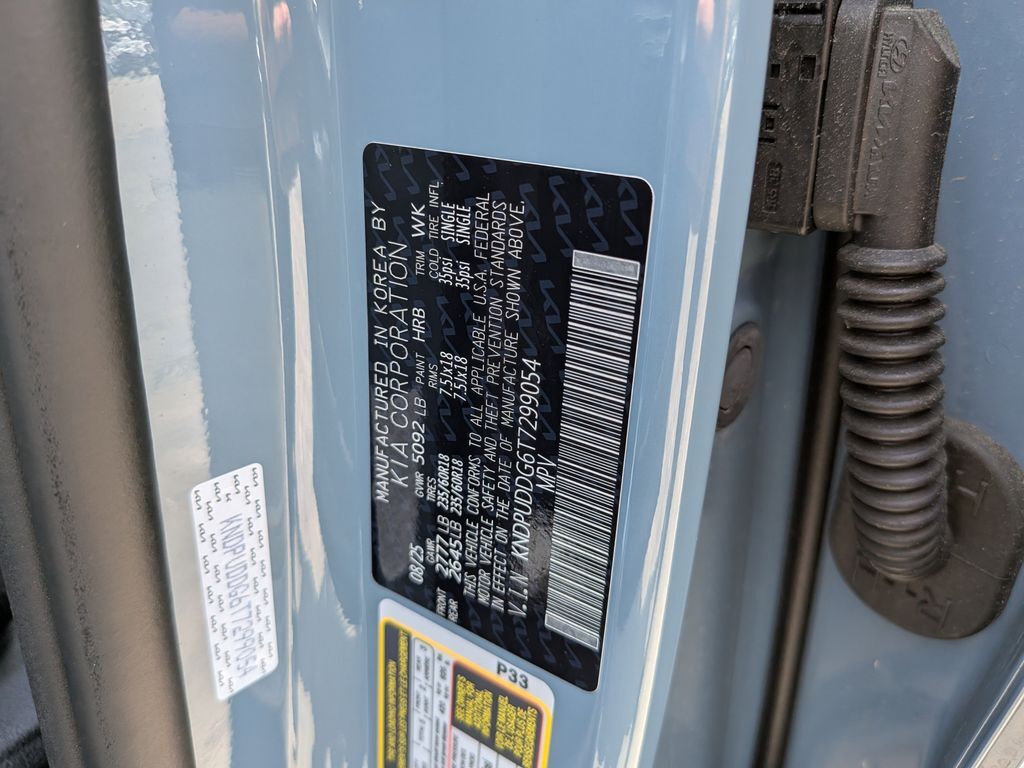 MANUFACTURED IN KOREA BY
KIA CORPORATION
08/25 GVWR 5092 LB PAINT HRB TRIM WK
GAWR TIRES RIMS COLD TIRE INFL
FRONT 2777 LB 235/60R18 7.5Jx18 35psi SINGLE
REAR 2645 LB 235/60R18 7.5Jx18 35psi SINGLE
THIS VEHICLE CONFORMS TO ALL APPLICABLE U.S.A. FEDERAL
MOTOR VEHICLE SAFETY AND THEFT PREVENTION STANDARDS
IN EFFECT ON THE DATE OF MANUFACTURE SHOWN ABOVE.
V.I.N KNDPUDDG6T7299054
MPV
KNDPUDDG6T7299054
P33